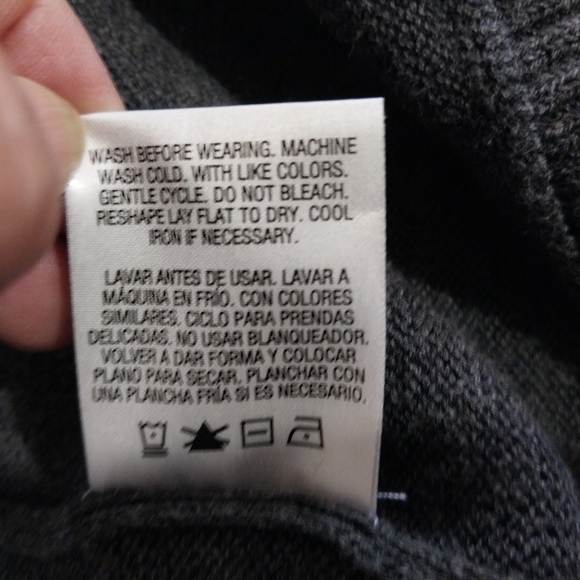 WASH BEFORE WEARING. MACHINE
WASH COLD, WITH LIKE COLORS.
GENTLE CYCLE. DO NOT BLEACH.
RESHAPE LAY FLAT TO DRY. COOL
IRON IF NECESSARY.
LAVAR ANTES DE USAR. LAVAR A
MÁQUINA EN FRÍO, CON COLORES
SIMILARES. CICLO PARA PRENDAS
DELICADAS. NO USAR BLANQUEADOR.
VOLVER A DAR FORMA Y COLOCAR
PLANO PARA SECAR. PLANCHAR CON
UNA PLANCHA FRÍA SI ES NECESARIO.